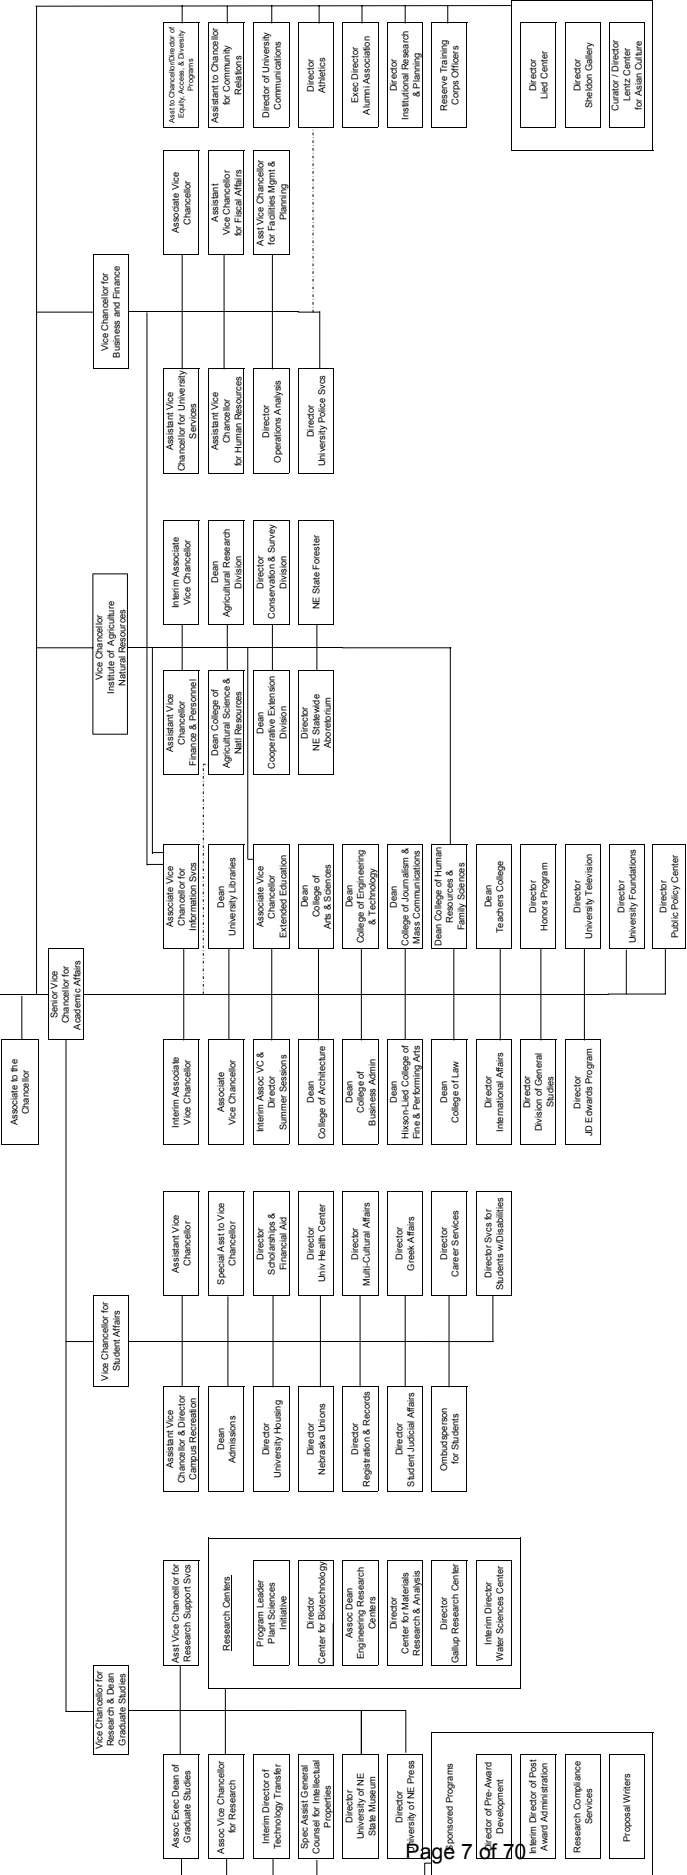 Associate to the
Chancellor
Senior Vice
Chancellor for
Academic Affairs
Vice Chancellor for
Research & Dean
Graduate Studies
Vice Chancellor for
Student Affairs
Vice Chancellor
Institute of Agriculture
Natural Resources
Vice Chancellor for
Business and Finance
Assoc Exec Dean of
Graduate Studies
Assoc Vice Chancellor
for Research
Interim Director of
Technology Transfer
Spec Assist General
Counsel for Intellectual
Properties
Director
University of NE
State Museum
Director
University of NE Press
Sponsored Programs
Director of Pre-Award
Development
Interim Director of Post
Award Administration
Research Compliance
Services
Proposal Writers
Asst Vice Chancellor for
Research Support Svcs
Research Centers
Program Leader
Plant Sciences
Initiative
Director
Center for Biotechnology
Assoc Dean
Engineering Research
Centers
Director
Center for Materials
Research & Analysis
Director
Gallup Research Center
Interim Director
Water Sciences Center
Assistant Vice
Chancellor & Director
Campus Recreation
Dean
Admissions
Director
University Housing
Director
Nebraska Unions
Director
Registration & Records
Director
Student Judicial Affairs
Ombudsperson
for Students
Assistant Vice
Chancellor
Special Asst to Vice
Chancellor
Director
Scholarships &
Financial Aid
Director
Univ Health Center
Director
Multi-Cultural Affairs
Director
Greek Affairs
Director
Career Services
Director Svcs for
Students w/Disabilities
Interim Associate
Vice Chancellor
Associate
Vice Chancellor
Interim Assoc VC &
Director
Summer Sessions
Dean
College of Architecture
Dean
College of
Business Admin
Dean
Hixson-Lied College of
Fine & Performing Arts
Dean
College of Law
Director
International Affairs
Director
Division of General
Studies
Director
JD Edwards Program
Associate Vice
Chancellor for
Information Svcs
Dean
University Libraries
Associate Vice
Chancellor
Extended Education
Dean
College of
Arts & Sciences
Dean
College of Engineering
& Technology
Dean
College of Journalism &
Mass Communications
Dean College of Human
Resources &
Family Sciences
Dean
Teachers College
Director
Honors Program
Director
University Television
Director
University Foundations
Director
Public Policy Center
Assistant Vice
Chancellor
Finance & Personnel
Dean College of
Agricultural Science &
Natl Resources
Dean
Cooperative Extension
Division
Director
NE Statewide
Aboretorium
Interim Associate
Vice Chancellor
Dean
Agricultural Research
Division
Director
Conservation & Survey
Division
NE State Forester
Assistant Vice
Chancellor for University
Services
Assistant Vice
Chancellor
for Human Resources
Director
Operations Analysis
Director
University Police Svcs
Associate Vice
Chancellor
Assistant
Vice Chancellor
for Fiscal Affairs
Asst Vice Chancellor
for Facilities Mgmt &
Planning
Asst to Chancellor/Director of
Equity, Access, & Diversity
Programs
Assistant to Chancellor
for Community
Relations
Director of University
Communications
Director
Athletics
Exec Director
Alumni Association
Director
Institutional Research
& Planning
Reserve Training
Corps Officers
Director
Lied Center
Director
Sheldon Gallery
Curator / Director
Lentz Center
for Asian Culture
Page 7 of 70